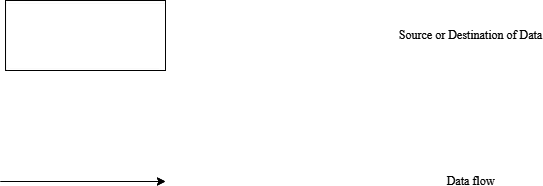 Source or Destination of Data
Data flow